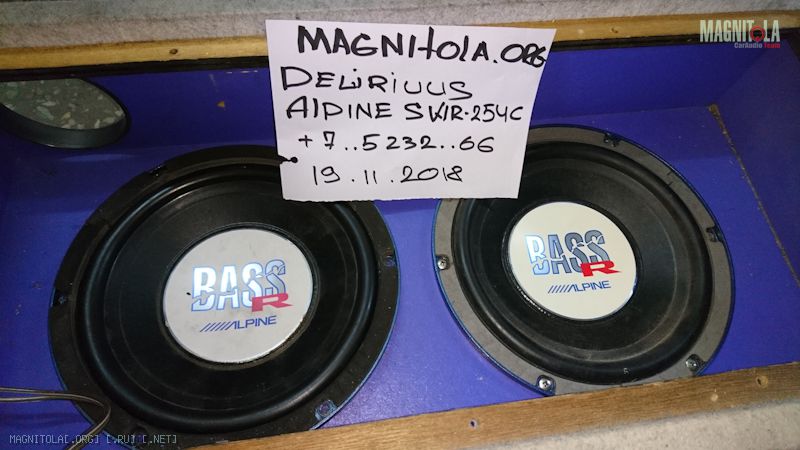 MAGNITOLA
CarAudio Team
MAGNITOLA.ORG
DELIRIUUS
AlPINE SWR-254C
+7..5232..66
19.11.2018
BASS
R
ALPINE
BASS
R
ALPINE
MAGNITOLA[.ORG] [.RU] [.NET]